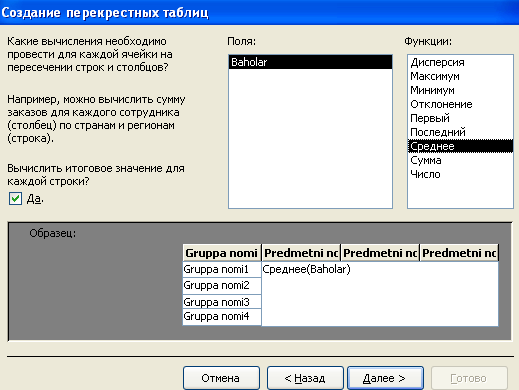 Создание перекрестных таблиц
Какие вычисления необходимо
провести для каждой ячейки на
пересечении строк и столбцов?
Например, можно вычислить сумму
заказов для каждого сотрудника
(столбец) по странам и регионам
(строка).
Вычислить итоговое значение для
каждой строки?
Да.
Поля:
Baholar
Функции:
Дисперсия
Максимум
Минимум
Отклонение
Первый
Последний
Среднее
Сумма
Число
Образец:
Gruppa nomi Predmetni nc Predmetni nc Predmetni nc
Gruppa nomi1 Среднее(Baholar)
Gruppa nomi2
Gruppa nomi3
Gruppa nomi4
Отмена < Назад Далее > Готово